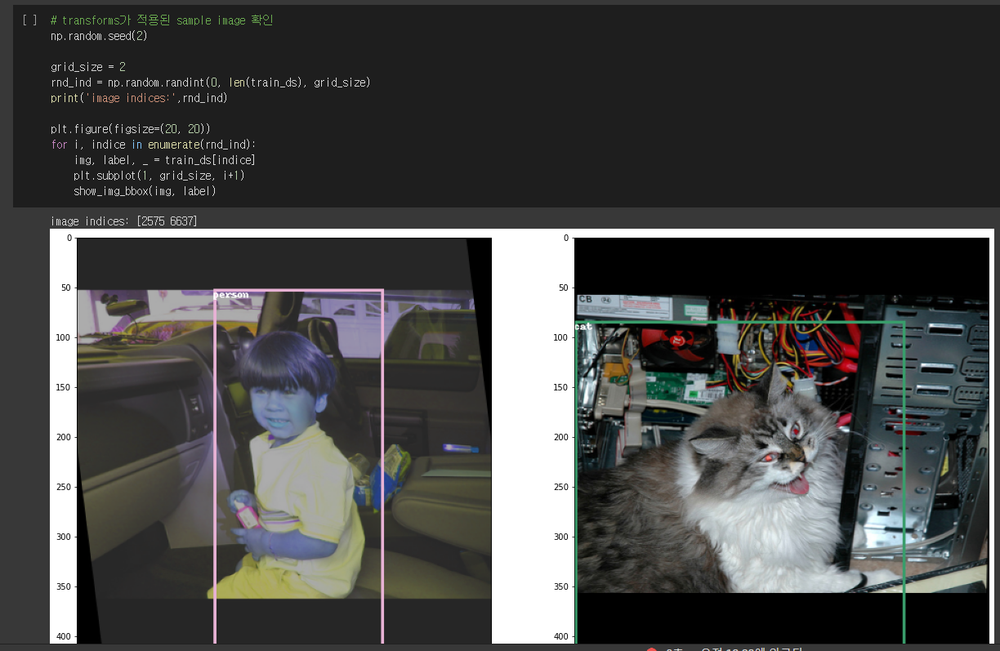 [ ] # transforms가 적용된 sample image 확인
np.random.seed(2)
grid_size = 2
rnd_ind = np.random.randint(0, len(train_ds), grid_size)
print('image indices:',rnd_ind)
plt.figure(figsize=(20, 20))
for i, indice in enumerate(rnd_ind):
img, label, _ = train_ds[indice]
plt.subplot(1, grid_size, i+1)
show_img_bbox(img, label)
image indices: [2575 6637]
0
50
100
150
200
250
300
350
400
person
0
50
100
150
200
250
300
350
400
CB
cat